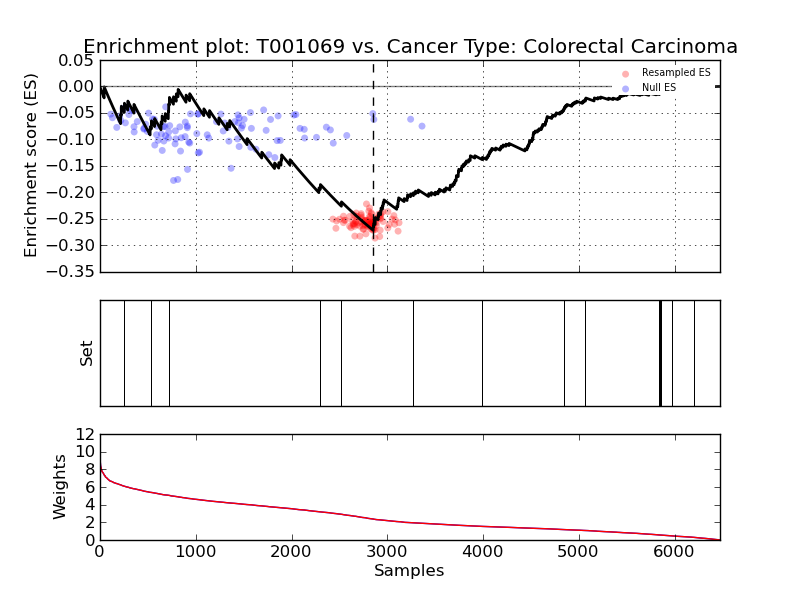 Enrichment plot: T001069 vs. Cancer Type: Colorectal Carcinoma
Enrichment score (ES)
0.05
0.00
−0.05
−0.10
−0.15
−0.20
−0.25
−0.30
−0.35
Resampled ES
Null ES
Set
Weights
12
10
8
6
4
2
0
0 1000 2000 3000 4000 5000 6000
Samples